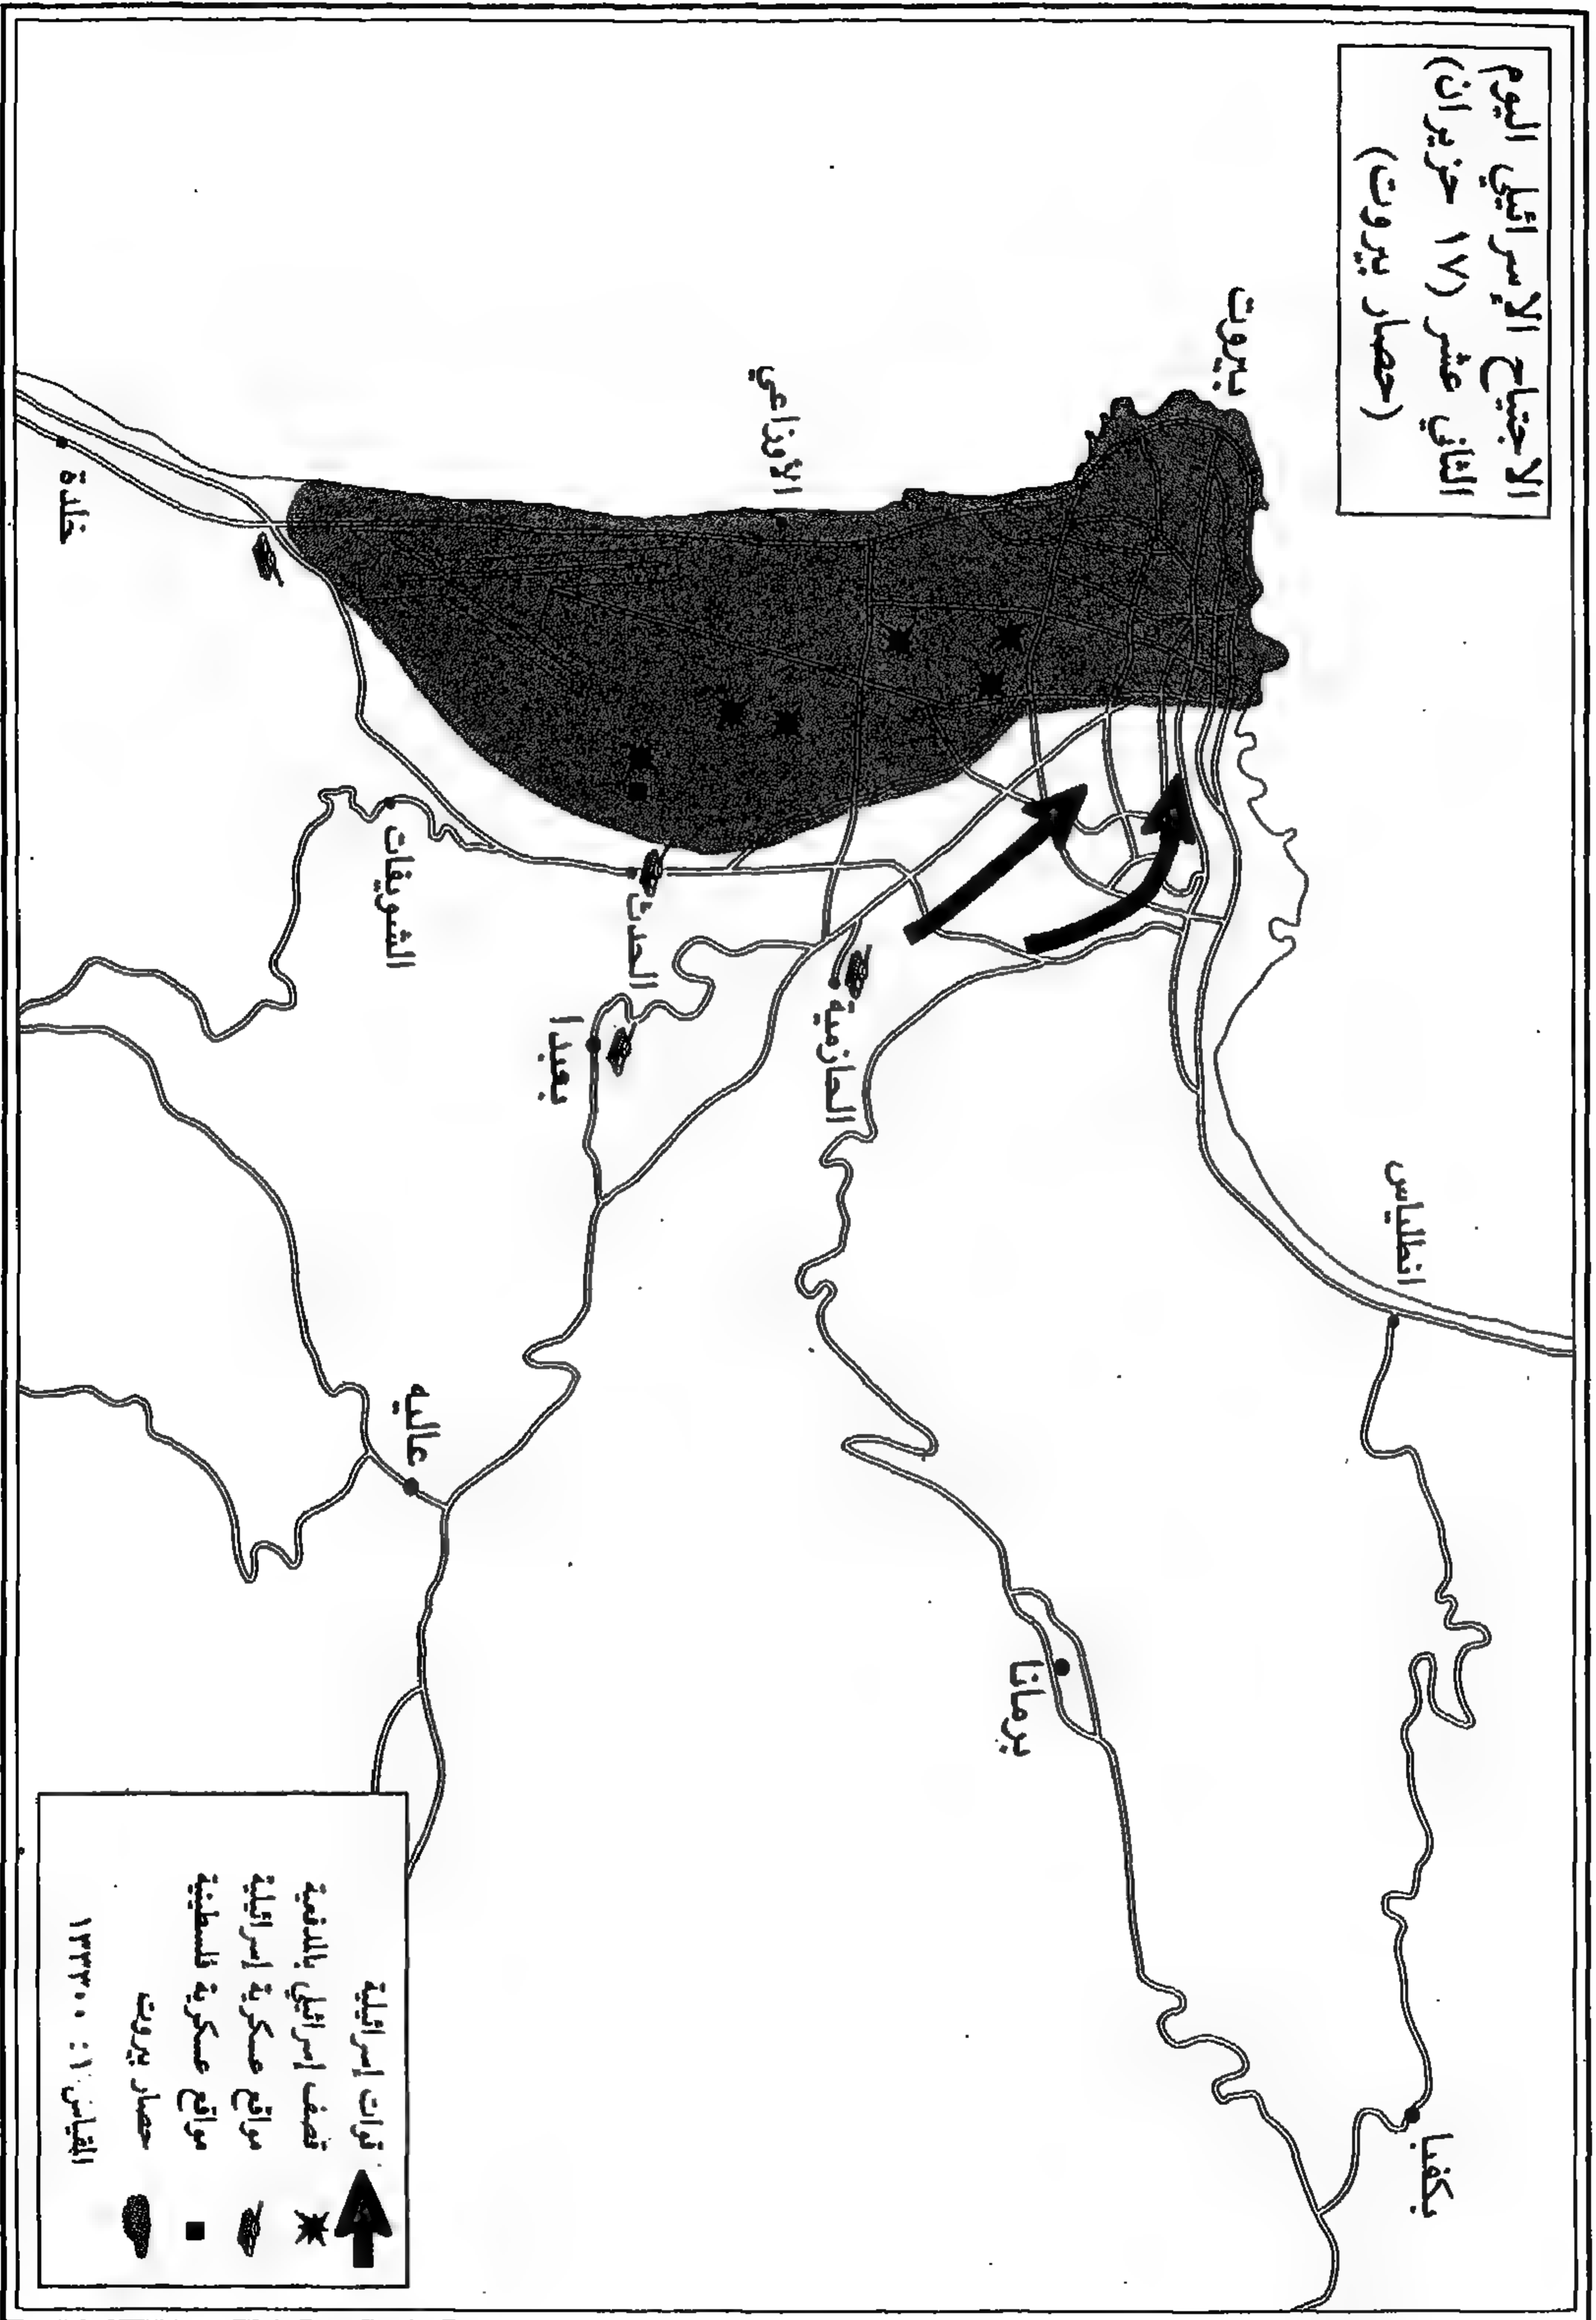 الاجتياح الإسرائيلي اليوم
الثاني عشر (١٧ حزيران)
(حصار بيروت)
بيروت
الأوزاعي
خلدة
الشويفات
الحدث
بعبدا
الحازمية
انطلياس
عاليه
برمانا
بكفيا
قوات إسرائيلية
قصف إسرائيلي بالمدفعية
مواقع عسكرية إسرائيلية
مواقع عسكرية فلسطينية
حصار بيروت
المقياس ١: ١٣٣٣٠٠